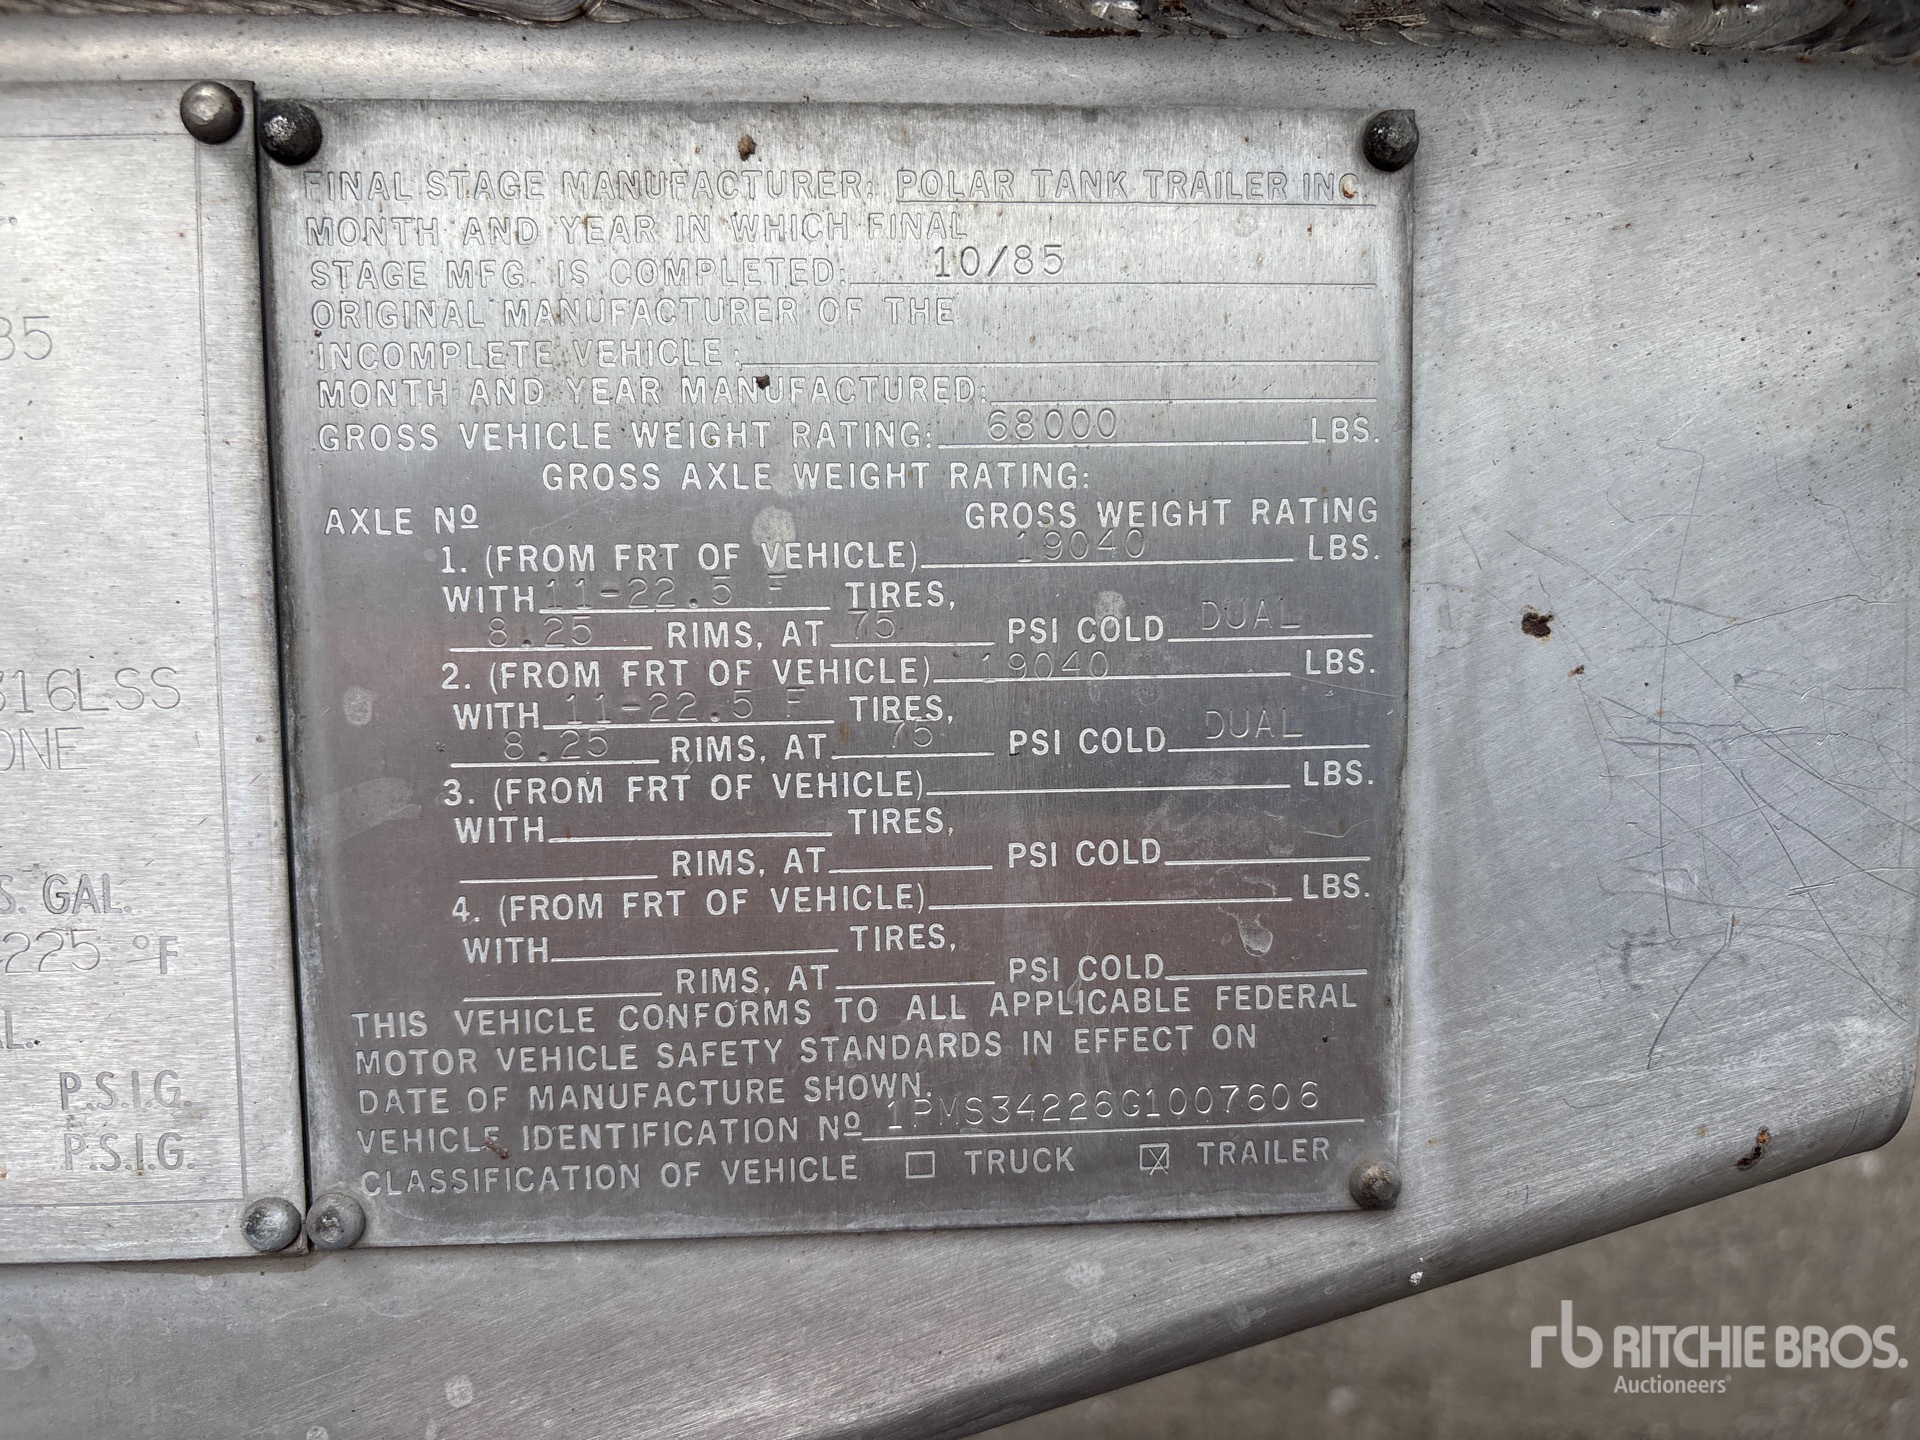 85
316LSS
ONE
S. GAL.
225 °F
AL.
P.S.I.G.
P.S.I.G.
FINAL STAGE MANUFACTURER: POLAR TANK TRAILER INC.
MONTH AND YEAR IN WHICH FINAL
STAGE MFG. IS COMPLETED: 10/85
ORIGINAL MANUFACTURER OF THE
INCOMPLETE VEHICLE:
MONTH AND YEAR MANUFACTURED:
GROSS VEHICLE WEIGHT RATING: 68000 LBS.
GROSS AXLE WEIGHT RATING:
AXLE Nº GROSS WEIGHT RATING
1. (FROM FRT OF VEHICLE) 19040 LBS.
WITH 11-22.5 F TIRES,
8.25 RIMS, AT 75 PSI COLD DUAL
2. (FROM FRT OF VEHICLE) 19040 LBS.
WITH 11-22.5 F TIRES,
8.25 RIMS, AT 75 PSI COLD DUAL
3. (FROM FRT OF VEHICLE) LBS.
WITH TIRES,
RIMS, AT PSI COLD
4. (FROM FRT OF VEHICLE) LBS.
WITH TIRES,
RIMS, AT PSI COLD
THIS VEHICLE CONFORMS TO ALL APPLICABLE FEDERAL
MOTOR VEHICLE SAFETY STANDARDS IN EFFECT ON
DATE OF MANUFACTURE SHOWN.
VEHICLE IDENTIFICATION Nº 1PMS34226G1007606
CLASSIFICATION OF VEHICLE ☐ TRUCK ☒ TRAILER
rb RITCHIE BROS.
Auctioneers